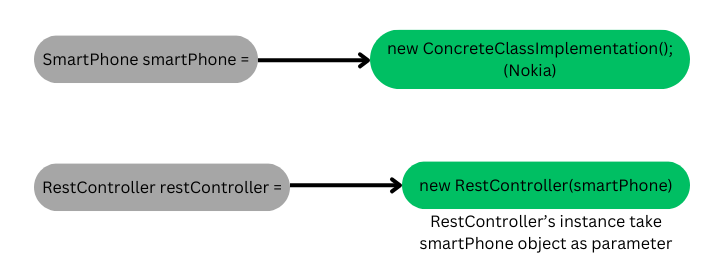 SmartPhone smartPhone =
new ConcreteClassImplementation();
(Nokia)
RestController restController =
new RestController(smartPhone)
RestController’s instance take
smartPhone object as parameter